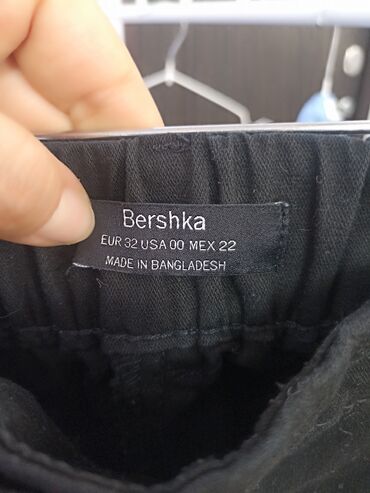 Bershka
EUR 32 USA 00 MEX 22
MADE IN BANGLADESH